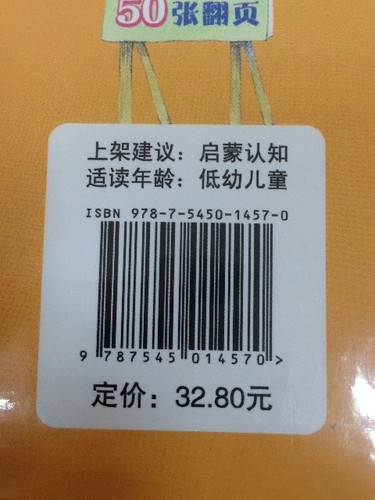 50张翻页
上架建议：启蒙认知
适读年龄：低幼儿童
ISBN 978-7-5450-1457-0
9 787545 014570 >
定价：32.80元